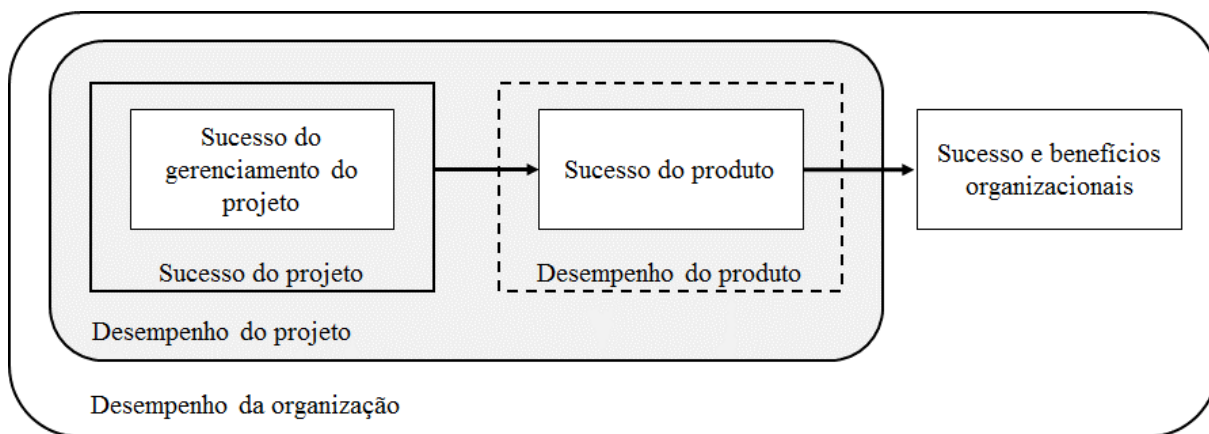 Sucesso do
gerenciamento do
projeto
Sucesso do projeto
Sucesso do produto
Desempenho do produto
Sucesso e benefícios
organizacionais
Desempenho do projeto
Desempenho da organização